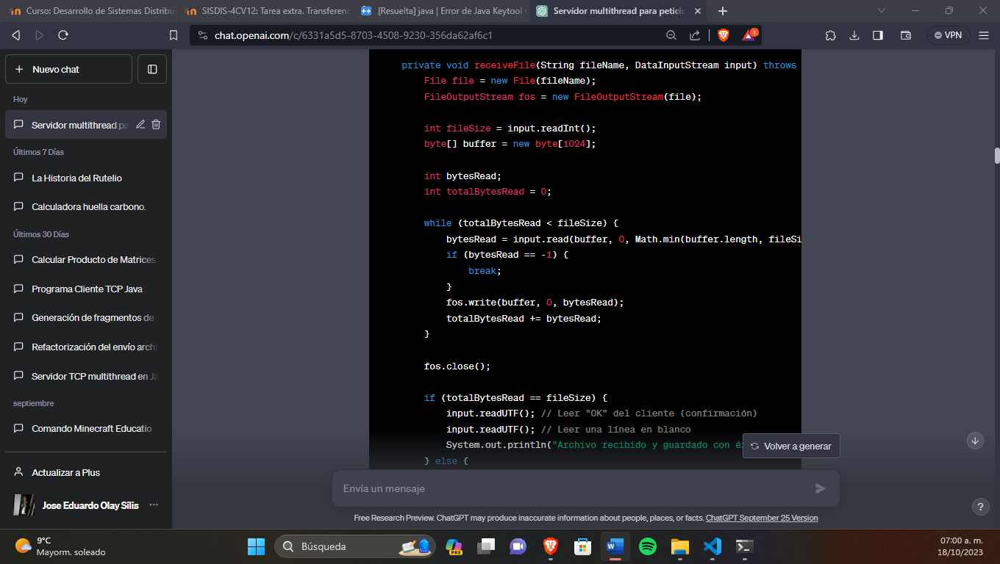 Curso: Desarrollo de Sistemas Distribu
SISDIS-4CV12: Tarea extra. Transferenc
[Resuelta] java | Error de Java Keytool
Servidor multithread para peticio
chat.openai.com/c/6331a5d5-8703-4508-9230-356da62af6c1
1
VPN
Nuevo chat
Hoy
Servidor multithread pa
Últimos 7 Días
La Historia del Rutelio
Calculadora huella carbono.
Últimos 30 Días
Calcular Producto de Matrices
Programa Cliente TCP Java
Generación de fragmentos de
Refactorización del envío archi
Servidor TCP multithread en Ja
septiembre
Comando Minecraft Educatio
Actualizar a Plus
Jose Eduardo Olay Silis
private void receiveFile(String fileName, DataInputStream input) throws
File file = new File(fileName);
FileOutputStream fos = new FileOutputStream(file);
int fileSize = input.readInt();
byte[] buffer = new byte[1024];
int bytesRead;
int totalBytesRead = 0;
while (totalBytesRead < fileSize) {
bytesRead = input.read(buffer, 0, Math.min(buffer.length, fileSi
if (bytesRead == -1) {
break;
}
fos.write(buffer, 0, bytesRead);
totalBytesRead += bytesRead;
}
fos.close();
if (totalBytesRead == fileSize) {
input.readUTF(); // Leer "OK" del cliente (confirmación)
input.readUTF(); // Leer una línea en blanco
System.out.println("Archivo recibido y guardado con éx
} else {
Volver a generar
Envía un mensaje
Free Research Preview. ChatGPT may produce inaccurate information about people, places, or facts. ChatGPT September 25 Version
?
9°C
Mayorm. soleado
Búsqueda
PRE
07:00 a. m.
18/10/2023